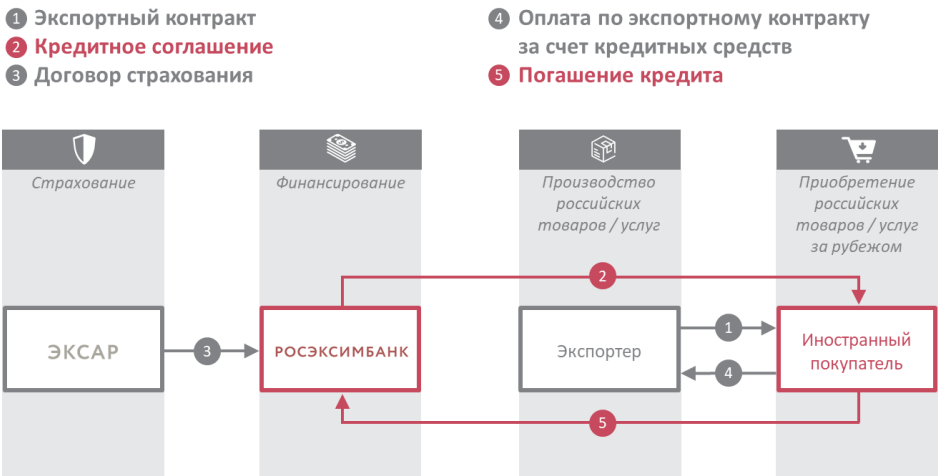 1 Экспортный контракт
2 Кредитное соглашение
3 Договор страхования
4 Оплата по экспортному контракту
за счет кредитных средств
5 Погашение кредита
Страхование
Финансирование
Производство
российских
товаров / услуг
Приобретение
российских
товаров / услуг
за рубежом
2
ЭКСАР
3
РОСЭКСИМБАНК
Экспортер
1
4
Иностранный
покупатель
5